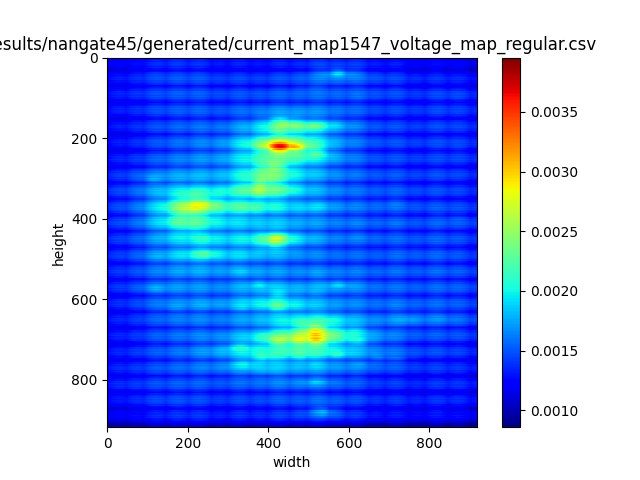 esults/nangate45/generated/current_map1547_voltage_map_regular.csv
0
200
400
600
800
height
0 200 400 600 800
width
0.0035
0.0030
0.0025
0.0020
0.0015
0.0010